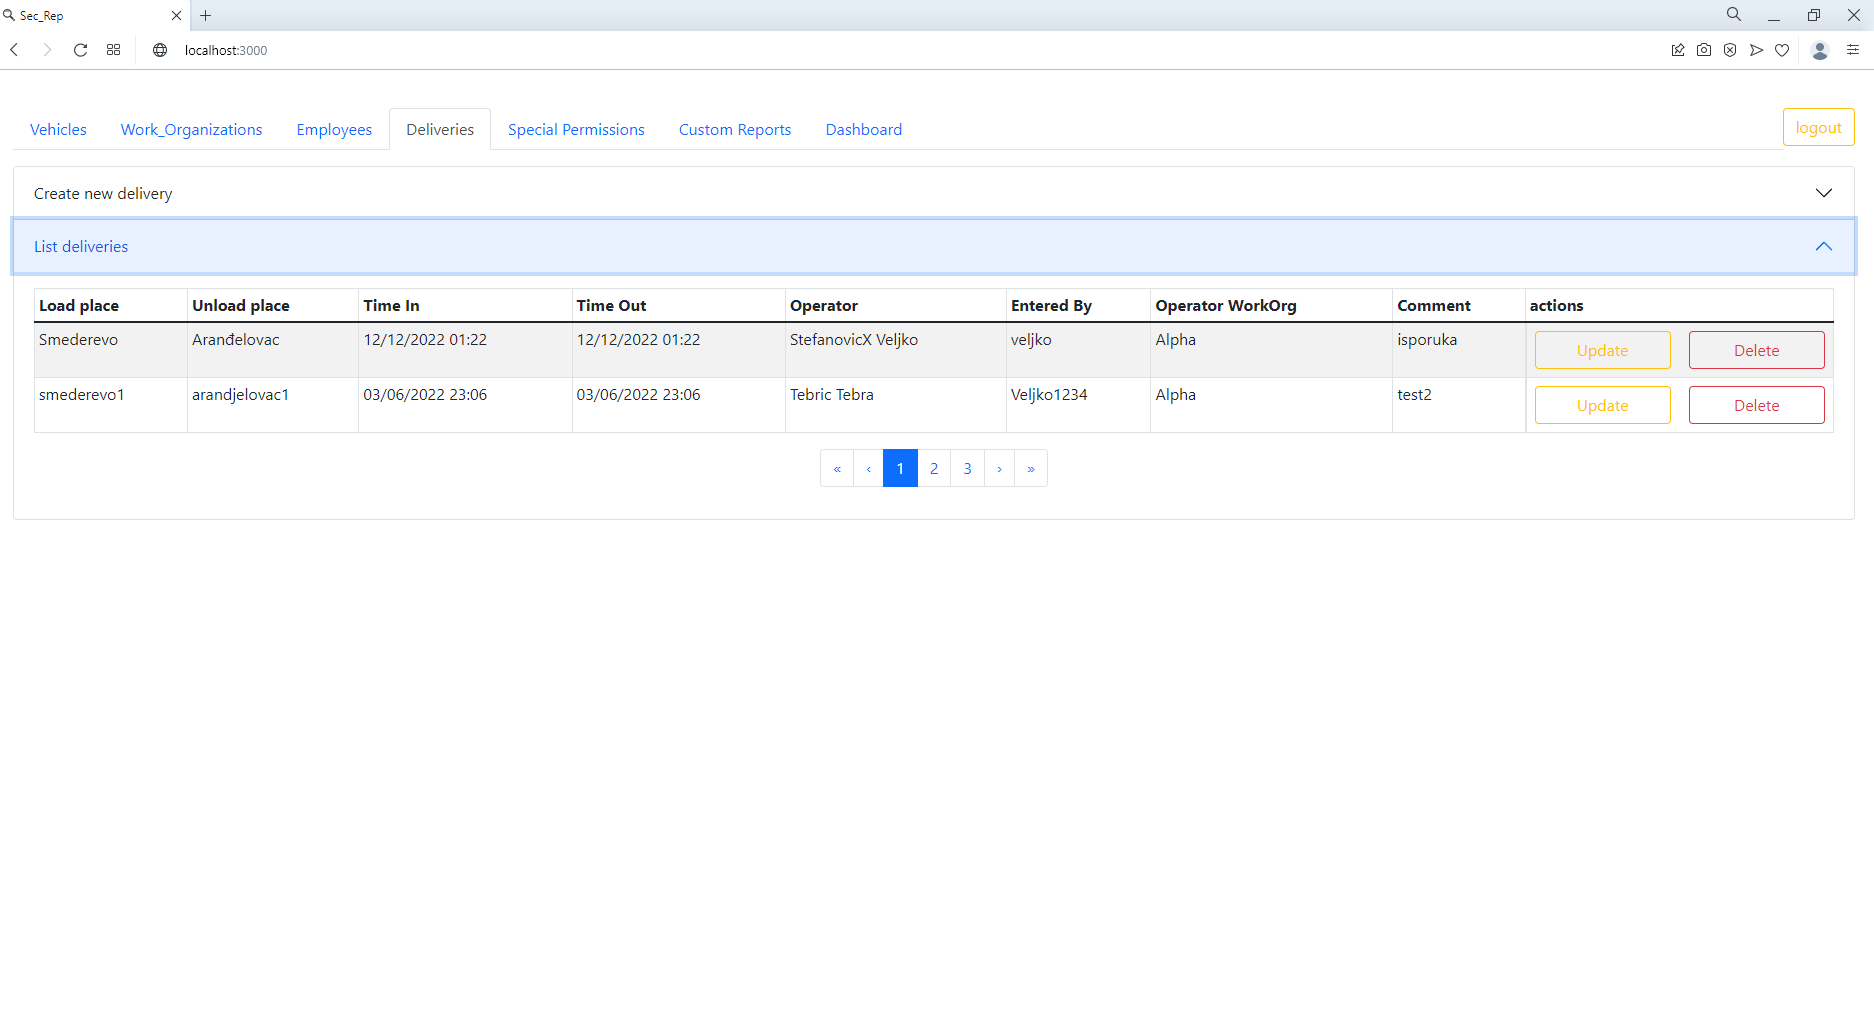 Sec_Rep
localhost:3000
Vehicles Work_Organizations Employees Deliveries Special Permissions Custom Reports Dashboard logout
Create new delivery
List deliveries
Load place Unload place Time In Time Out Operator Entered By Operator WorkOrg Comment actions
Smederevo Aranđelovac 12/12/2022 01:22 12/12/2022 01:22 StefanovicX Veljko veljko Alpha isporuka Update Delete
smederevo1 arandjelovac1 03/06/2022 23:06 03/06/2022 23:06 Tebric Tebra Veljko1234 Alpha test2 Update Delete
« ‹ 1 2 3 › »